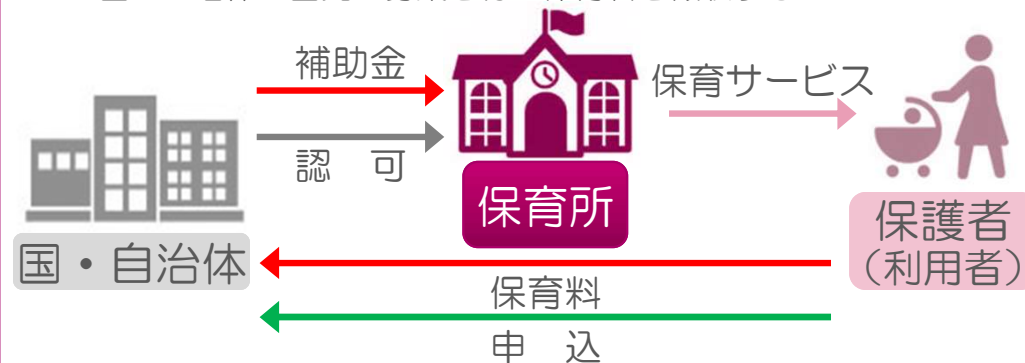 補助金
認 可
保育サービス
保育所
国・自治体
保護者
（利用者）
保育料
申 込